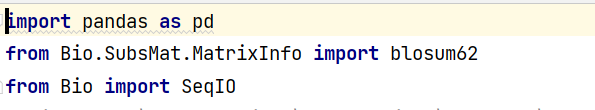 import pandas as pd
from Bio.SubsMat.MatrixInfo import blosum62
from Bio import SeqIO